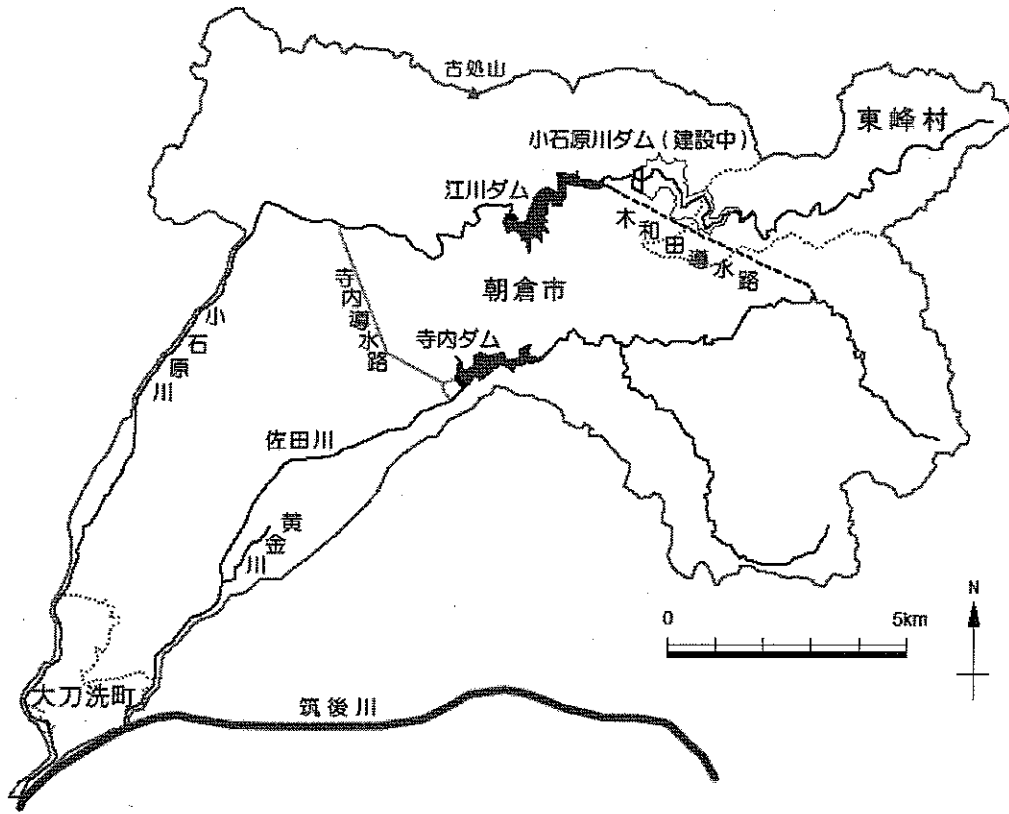 古処山
東峰村
小石原川ダム(建設中)
江川ダム
木和田導水路
朝倉市
寺内導水路
寺内ダム
小石原川
佐田川
黄金川
N
0 5km
大刀洗町
筑後川